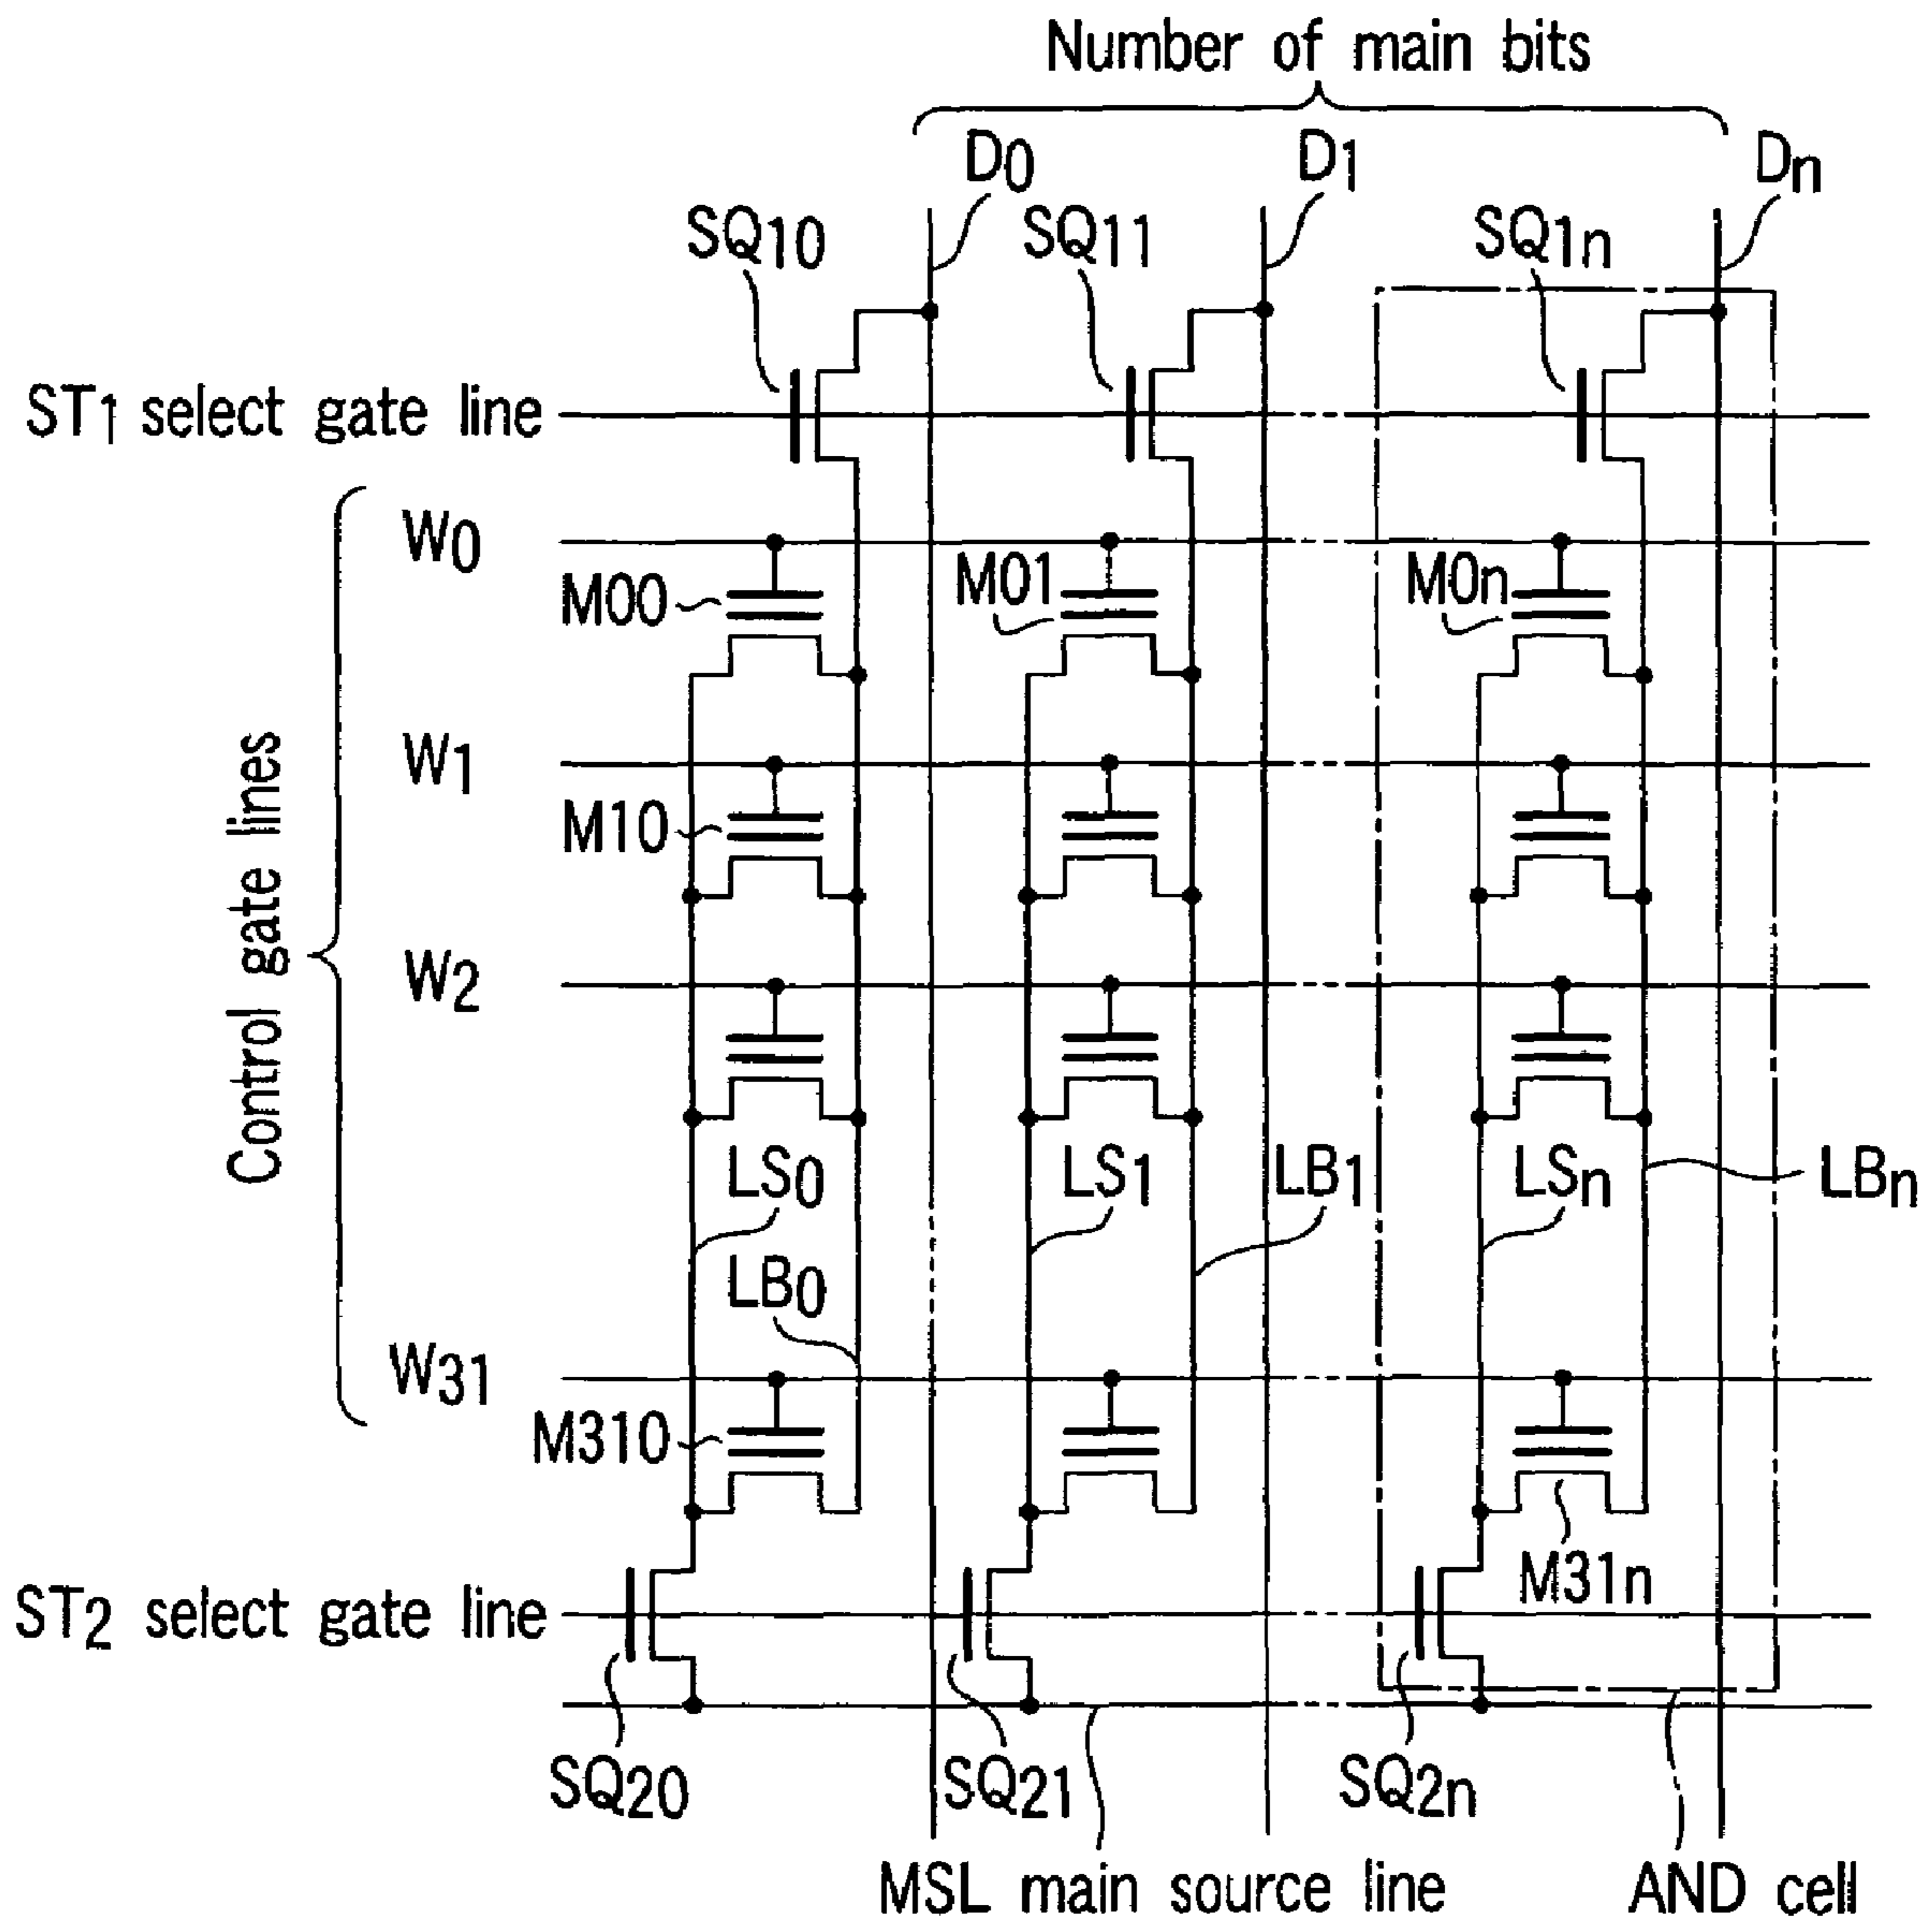 Number of main bits
D0 D1 Dn
SQ10 SQ11 SQ1n
ST1 select gate line
Control gate lines
W0
M00 M01 M0n
W1
M10
W2
LS0 LS1 LB1 LSn LBn
LB0
W31
M310
M31n
ST2 select gate line
SQ20 SQ21 SQ2n
MSL main source line AND cell